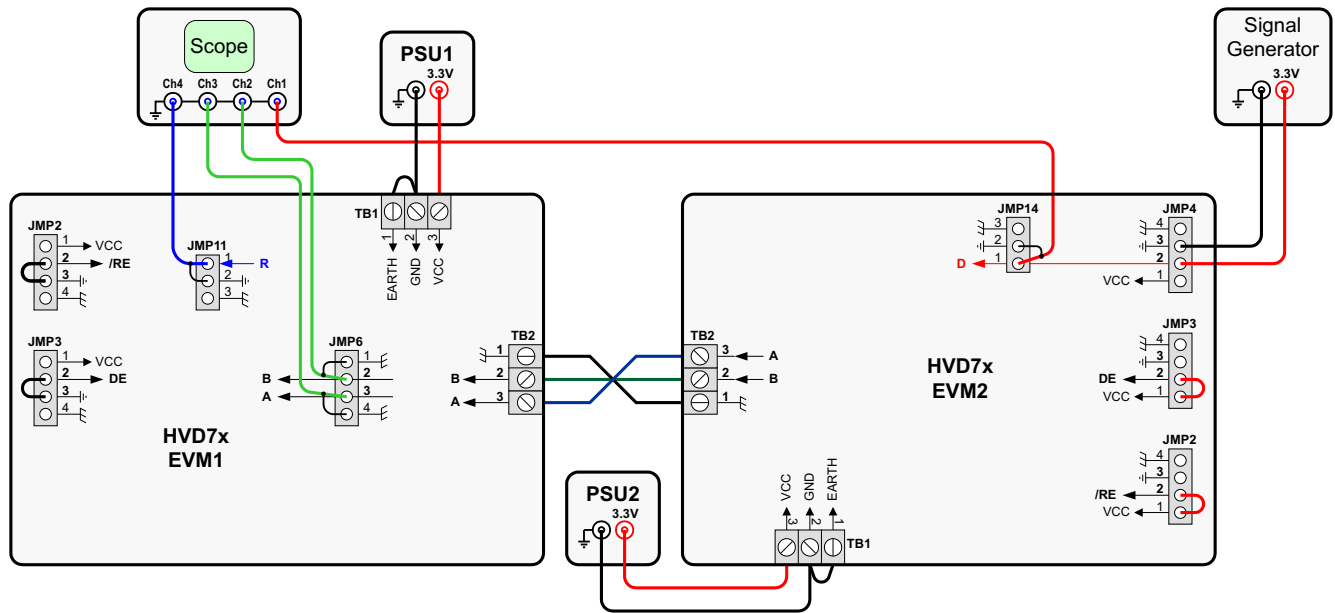 Scope
Ch4 Ch3 Ch2 Ch1
PSU1
3.3V
Signal
Generator
3.3V
TB1
1 2 3
EARTH GND VCC
JMP2
1 VCC
2 /RE
3
4
JMP11
1 R
2
3
JMP3
1 VCC
2 DE
3
4
JMP6
1
B 2
A 3
4
HVD7x
EVM1
TB2
1
B 2
A 3
TB2
3 A
2 B
1
HVD7x
EVM2
JMP14
3
2
D 1
JMP4
4
3
2
VCC 1
JMP3
4
3
DE 2
VCC 1
JMP2
4
3
/RE 2
VCC 1
PSU2
3.3V
VCC GND EARTH
3 2 1
TB1